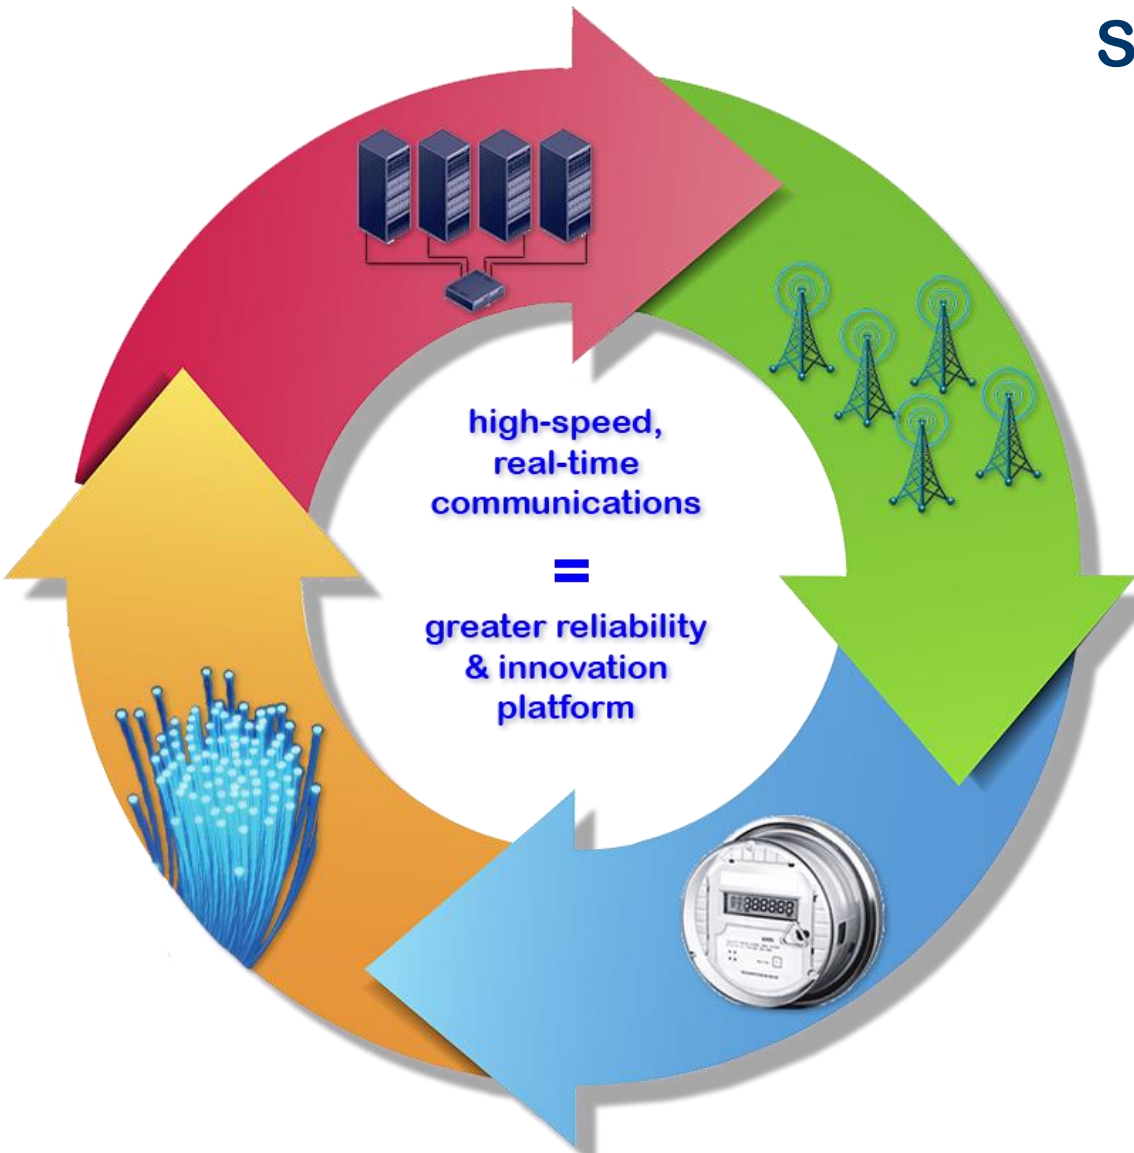 S
high-speed,
real-time
communications
=
greater reliability
& innovation
platform